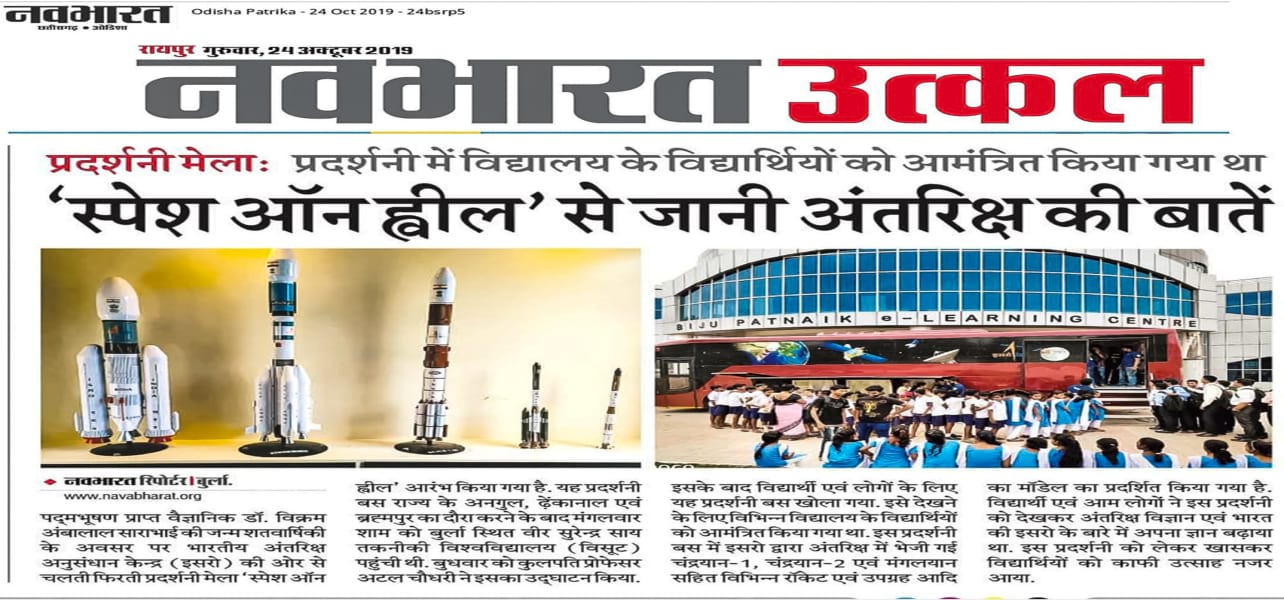 नवभारत
छत्तीसगढ़ • ओडिशा
Odisha Patrika - 24 Oct 2019 - 24bsrp5
रायपुर गुरुवार, 24 अक्टूबर 2019
नवभारत उत्कल
प्रदर्शनी मेला: प्रदर्शनी में विद्यालय के विद्यार्थियों को आमंत्रित किया गया था
‘स्पेश ऑन ह्वील’ से जानी अंतरिक्ष की बातें
BIJU PATNAIK e-LEARNING CENTRE
नवभारत रिपोर्टर। बुर्ला.
www.navabharat.org
पद्मभूषण प्राप्त वैज्ञानिक डॉ. विक्रम
अंबालाल साराभाई की जन्म शतवार्षिकी
के अवसर पर भारतीय अंतरिक्ष
अनुसंधान केन्द्र (इसरो) की ओर से
चलती फिरती प्रदर्शनी मेला ‘स्पेश ऑन
ह्वील’ आरंभ किया गया है. यह प्रदर्शनी
बस राज्य के अनगुल, ढ़ेंकानाल एवं
ब्रह्मपुर का दौरा करने के बाद मंगलवार
शाम को बुर्ला स्थित वीर सुरेन्द्र साय
तकनीकी विश्वविद्यालय (विसूट)
पहुंची थी. बुधवार को कुलपति प्रोफेसर
अटल चौधरी ने इसका उद्घाटन किया.
इसके बाद विद्यार्थी एवं लोगों के लिए
यह प्रदर्शनी बस खोला गया. इसे देखने
के लिए विभिन्न विद्यालय के विद्यार्थियों
को आमंत्रित किया गया था. इस प्रदर्शनी
बस में इसरो द्वारा अंतरिक्ष में भेजी गई
चंद्रयान-1, चंद्रयान-2 एवं मंगलयान
सहित विभिन्न रॉकेट एवं उपग्रह आदि
का मॉडेल का प्रदर्शित किया गया है.
विद्यार्थी एवं आम लोगों ने इस प्रदर्शनी
को देखकर अंतरिक्ष विज्ञान एवं भारत
की इसरो के बारे में अपना ज्ञान बढ़ाया
था. इस प्रदर्शनी को लेकर खासकर
विद्यार्थियों को काफी उत्साह नजर
आया.